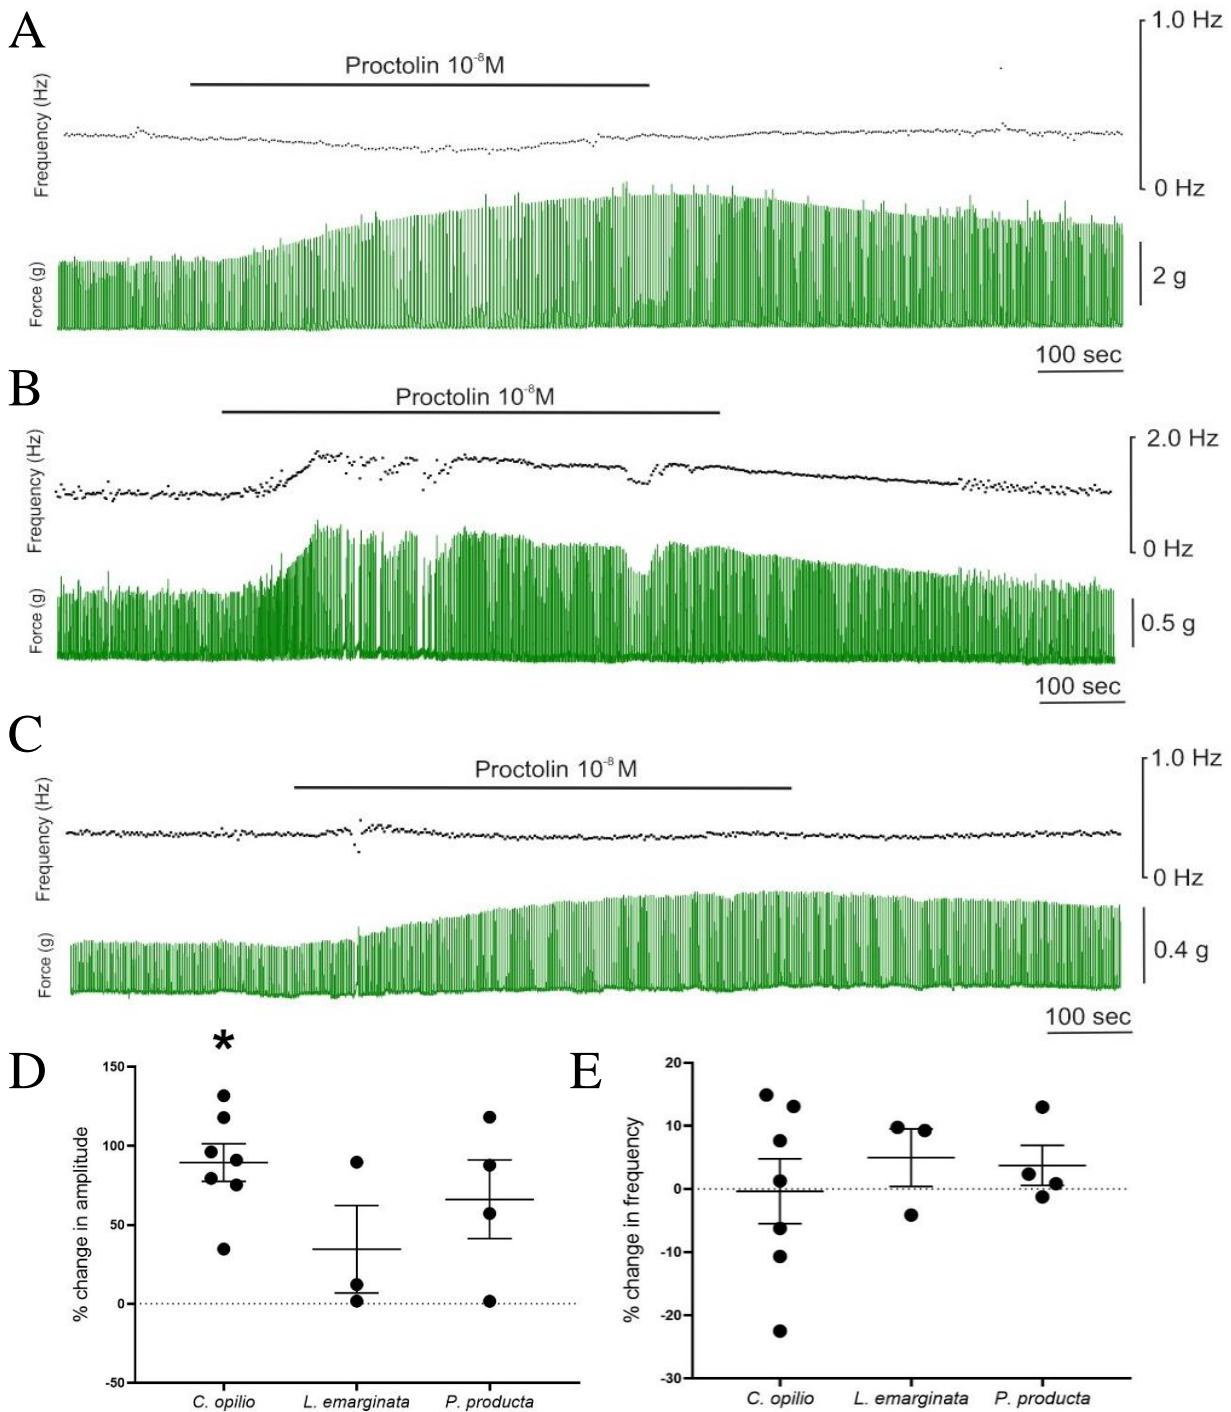 A
1.0 Hz
Proctolin 10⁻⁸M
Frequency (Hz)
0 Hz
Force (g)
2 g
100 sec
B
Proctolin 10⁻⁸M
Frequency (Hz)
2.0 Hz
0 Hz
Force (g)
0.5 g
100 sec
C
Proctolin 10⁻⁸M
Frequency (Hz)
1.0 Hz
0 Hz
Force (g)
0.4 g
100 sec
*
D
% change in amplitude
150
100
50
0
-50
C. opilio L. emarginata P. producta
E
% change in frequency
20
10
0
-10
-20
-30
C. opilio L. emarginata P. producta